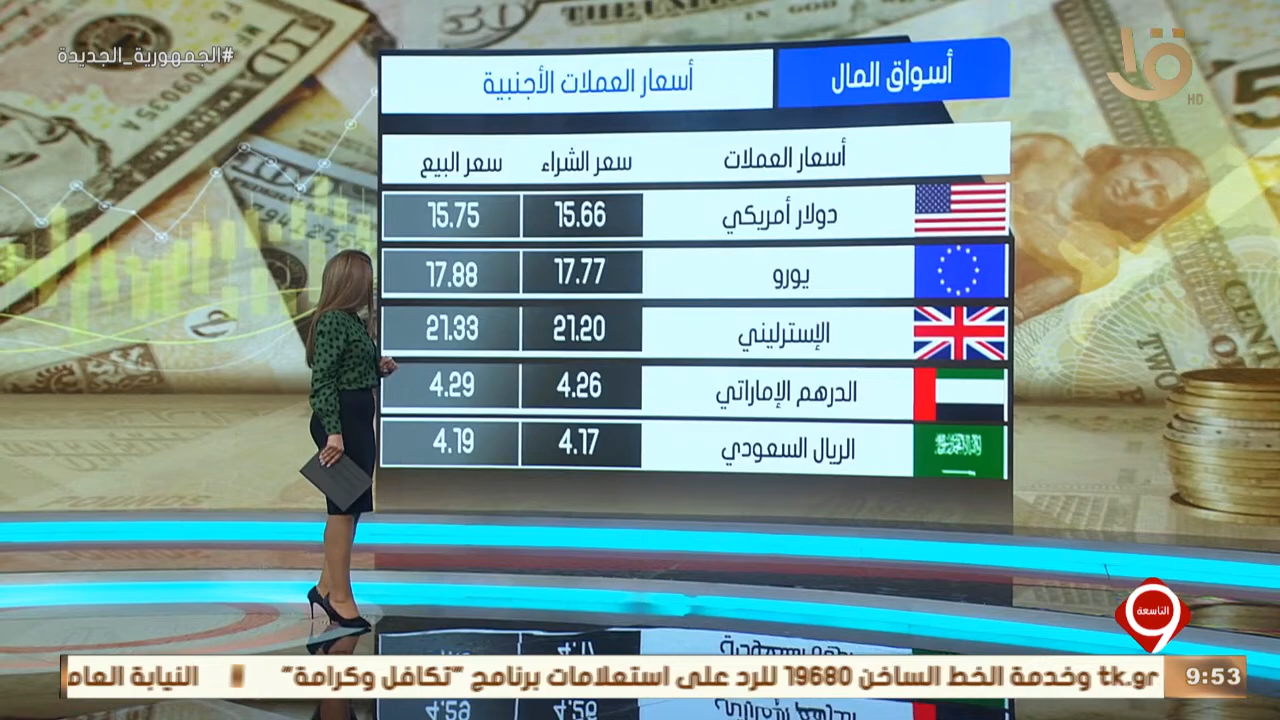 #الجمهورية_الجديدة
HD
أسواق المال
أسعار العملات الأجنبية
أسعار العملات سعر الشراء سعر البيع
دولار أمريكي 15.66 15.75
يورو 17.77 17.88
الإسترليني 21.20 21.33
الدرهم الإماراتي 4.26 4.29
الريال السعودي 4.17 4.19
التاسعة
9
9:53
tk.gr وخدمة الخط الساخن 19680 للرد على استعلامات برنامج "تكافل وكرامة" النيابة العام